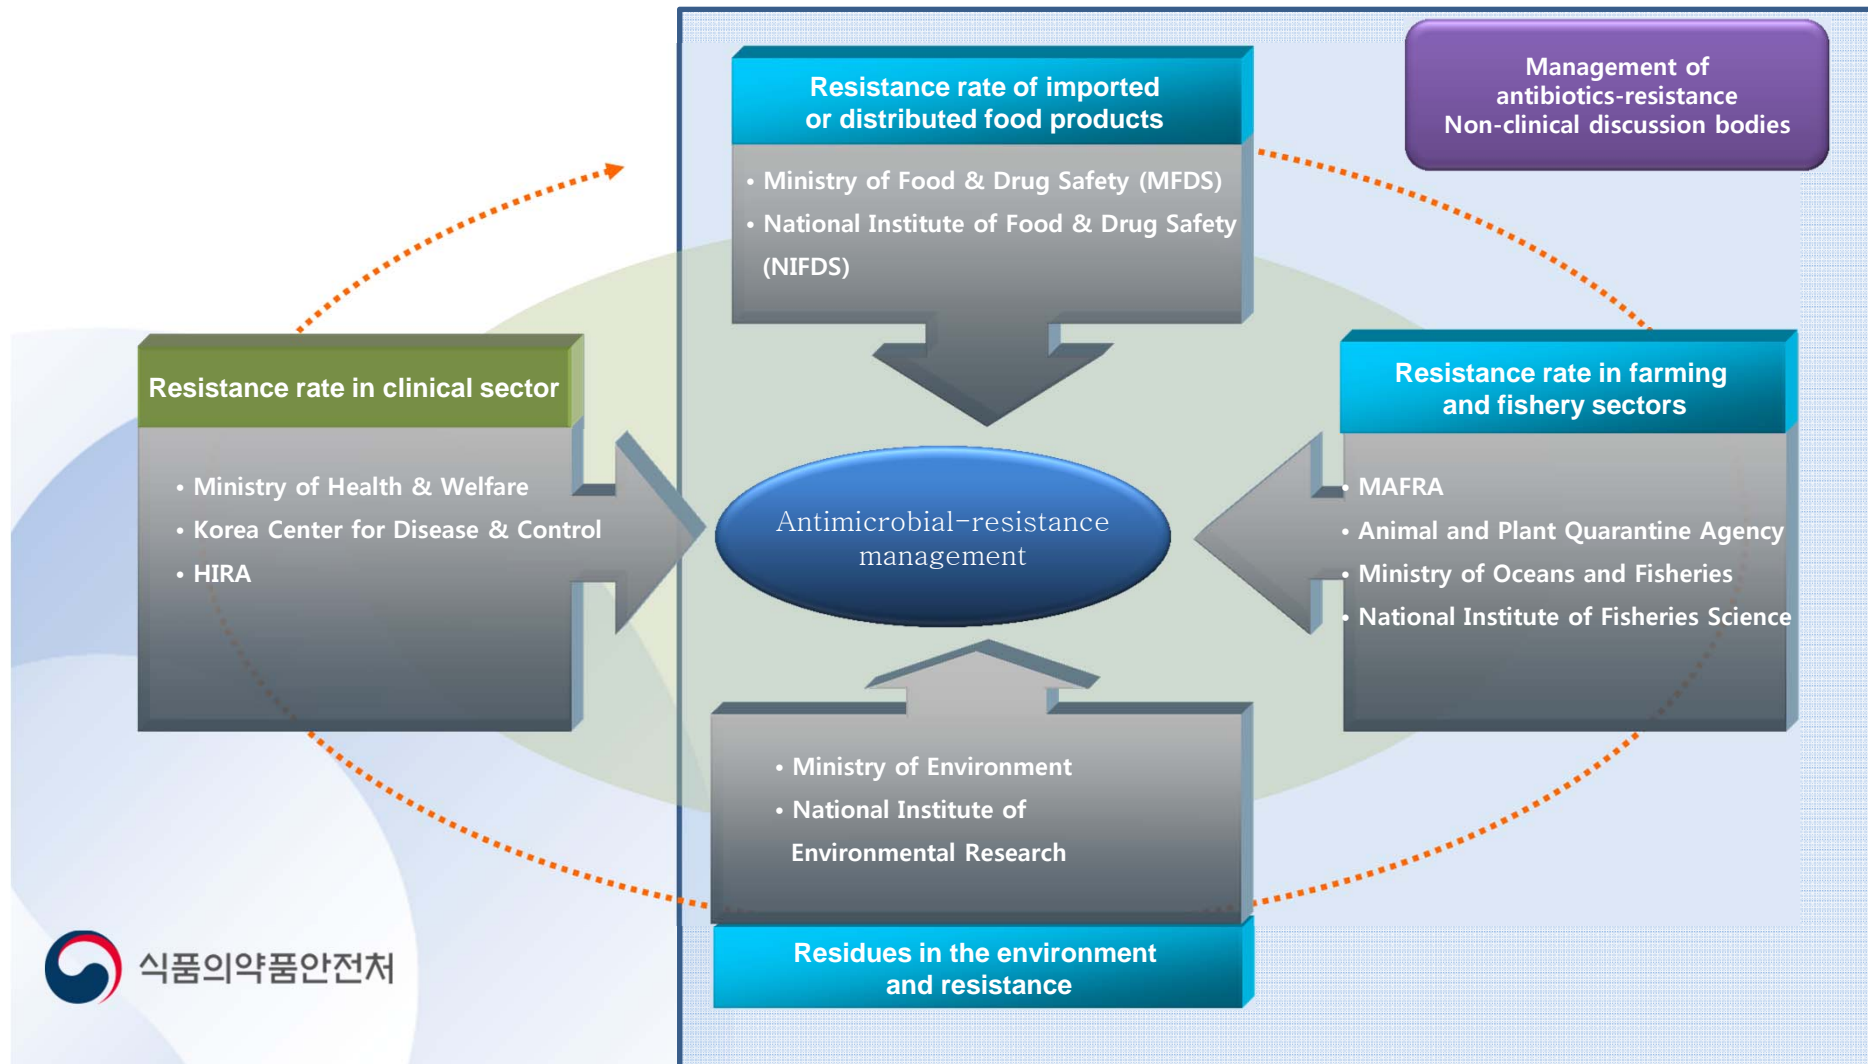 Management of
antibiotics-resistance
Non-clinical discussion bodies
Resistance rate of imported
or distributed food products
• Ministry of Food & Drug Safety (MFDS)
• National Institute of Food & Drug Safety
(NIFDS)
Resistance rate in clinical sector
• Ministry of Health & Welfare
• Korea Center for Disease & Control
• HIRA
Antimicrobial-resistance
management
Resistance rate in farming
and fishery sectors
• MAFRA
• Animal and Plant Quarantine Agency
• Ministry of Oceans and Fisheries
• National Institute of Fisheries Science
• Ministry of Environment
• National Institute of
Environmental Research
Residues in the environment
and resistance
식품의약품안전처